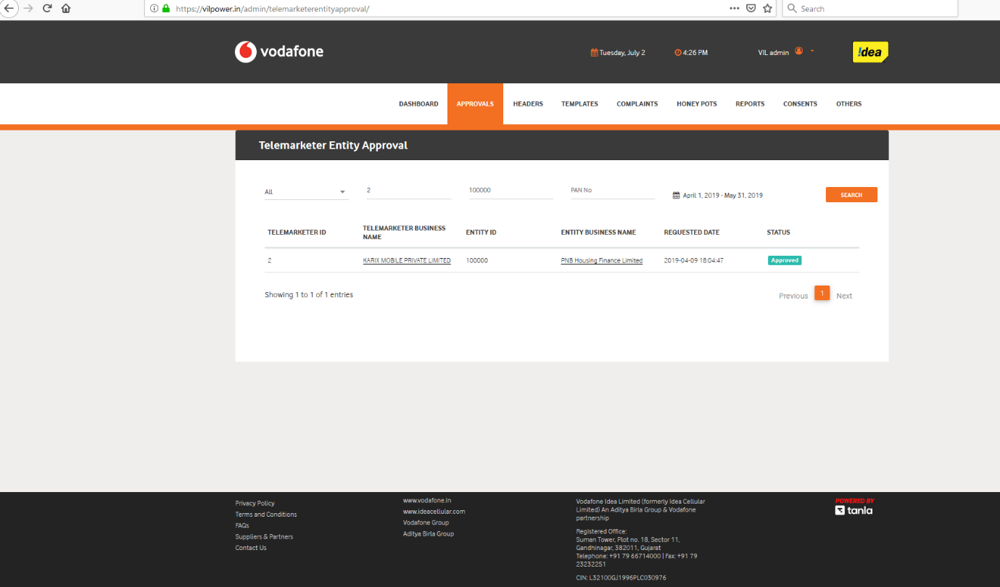 https://vilpower.in/admin/telemarketerentityapproval/
Search
vodafone
Tuesday, July 2
4:26 PM
VIL admin
!dea
DASHBOARD
APPROVALS
HEADERS
TEMPLATES
COMPLAINTS
HONEY POTS
REPORTS
CONSENTS
OTHERS
Telemarketer Entity Approval
All
2
100000
PAN No
April 1, 2019 - May 31, 2019
SEARCH
TELEMARKETER ID
TELEMARKETER BUSINESS
NAME
ENTITY ID
ENTITY BUSINESS NAME
REQUESTED DATE
STATUS
2
KARIX MOBILE PRIVATE LIMITED
100000
PNB Housing Finance Limited
2019-04-09 18:04:47
Approved
Showing 1 to 1 of 1 entries
Previous
1
Next
Privacy Policy
Terms and Conditions
FAQs
Suppliers & Partners
Contact Us
www.vodafone.in
www.ideacellular.com
Vodafone Group
Aditya Birla Group
Vodafone Idea Limited (formerly Idea Cellular
Limited) An Aditya Birla Group & Vodafone
partnership
Registered Office:
Suman Tower, Plot no. 18, Sector 11,
Gandhinagar, 382011, Gujarat
Telephone: +91 79 66714000 | Fax: +91 79
23232251
CIN: L32100GJ1996PLC030976
POWERED BY
tanla